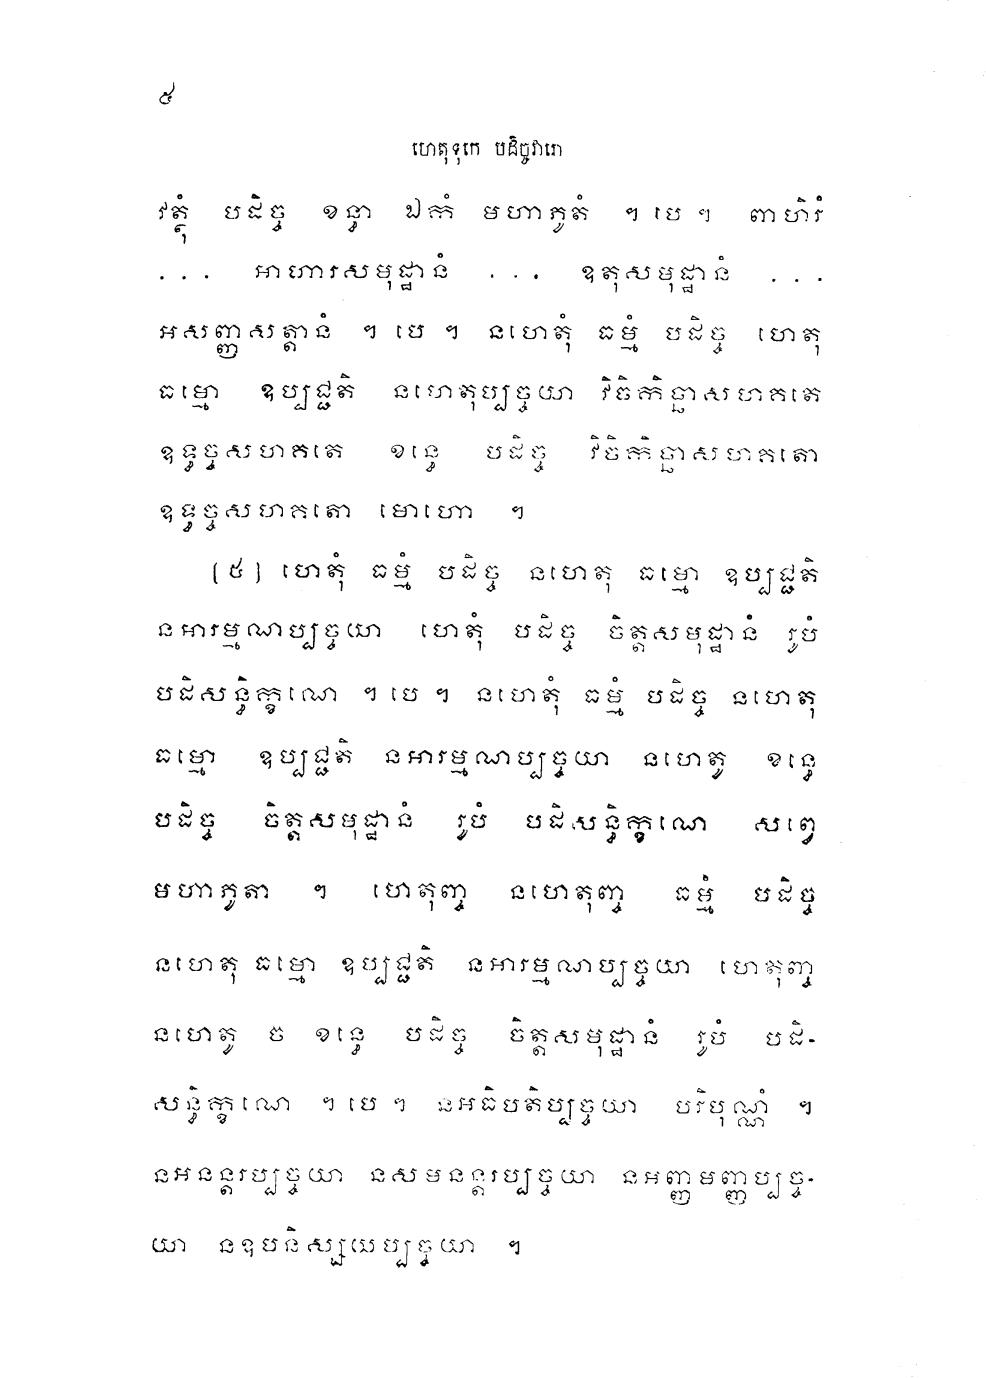 ៥
ហេតុទុកេ បដិច្ចវារោ
វត្ថុំ បដិច្ច ខន្ធា ឯកំ មហាភូតំ ។ បេ ។ ពាហិរំ
... អាហារសមុដ្ឋានំ ... ឧតុសមុដ្ឋានំ ...
អសញ្ញសត្តានំ ។ បេ ។ នហេតុំ ធម្មំ បដិច្ច ហេតុ
ធម្មោ ឧប្បជ្ជតិ នហេតុប្បច្ចយា វិចិកិច្ឆាសហគតេ
ឧទ្ធច្ចសហគតេ ខន្ធេ បដិច្ច វិចិកិច្ឆាសហគតោ
ឧទ្ធច្ចសហគតោ មោហោ ។
[៥] ហេតុំ ធម្មំ បដិច្ច នហេតុ ធម្មោ ឧប្បជ្ជតិ
នអារម្មណប្បច្ចយា ហេតុំ បដិច្ច ចិត្តសមុដ្ឋានំ រូបំ
បដិសន្ធិក្ខណេ ។ បេ ។ នហេតុំ ធម្មំ បដិច្ច នហេតុ
ធម្មោ ឧប្បជ្ជតិ នអារម្មណប្បច្ចយា នហេតូ ខន្ធេ
បដិច្ច ចិត្តសមុដ្ឋានំ រូបំ បដិសន្ធិក្ខណេ សព្វេ
មហាភូតា ។ ហេតុញ្ច នហេតុញ្ច ធម្មំ បដិច្ច
នហេតុ ធម្មោ ឧប្បជ្ជតិ នអារម្មណប្បច្ចយា ហេតុញ្ច
នហេតូ ច ខន្ធេ បដិច្ច ចិត្តសមុដ្ឋានំ រូបំ បដិ-
សន្ធិក្ខណេ ។ បេ ។ នអធិបតិប្បច្ចយា បរិបុណ្ណំ ។
នអនន្តរប្បច្ចយា នសមនន្តរប្បច្ចយា នអញ្ញមញ្ញប្បច្ច-
យា នឧបនិស្សយេប្បច្ចយា ។